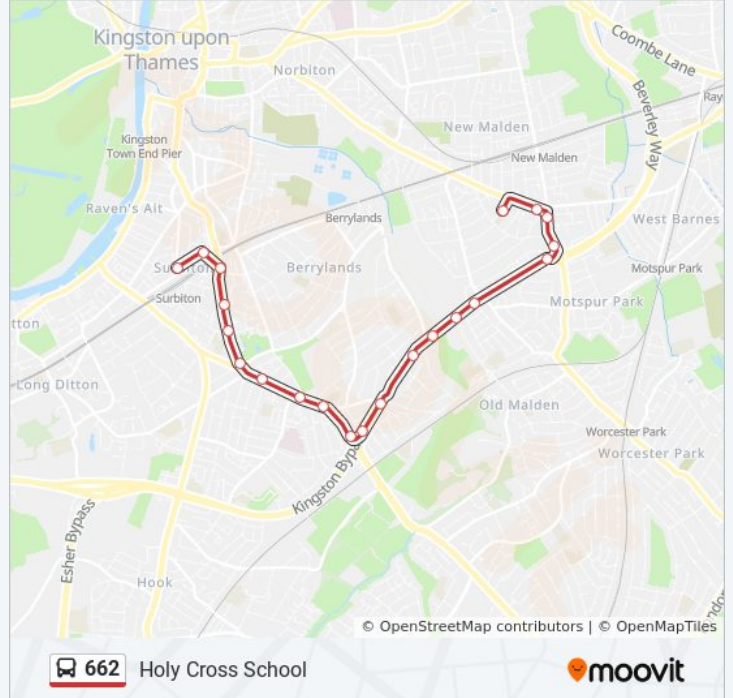 Kingston upon
Thames
Norbiton
Coombe Lane
Beverley Way
Ray
New Malden
Kingston
Town End Pier
New Malden
Raven's Ait
Berrylands
West Barnes
Surbiton
Berrylands
Motspur Park
Surbiton
Motspur Park
tton
Long Ditton
Old Malden
Worcester Park
Worcester Park
Kingston Bypa
Esher Bypass
Hook
ndon
© OpenStreetMap contributors | © OpenMapTiles
662 Holy Cross School
moovit